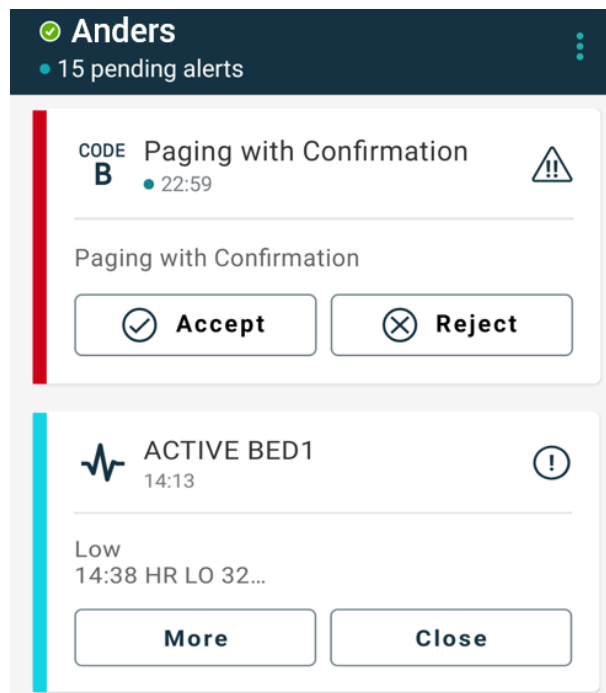 Anders
15 pending alerts
CODE
B
Paging with Confirmation
22:59
!!
Paging with Confirmation
Accept
Reject
ACTIVE BED1
14:13
!
Low
14:38 HR LO 32...
More
Close